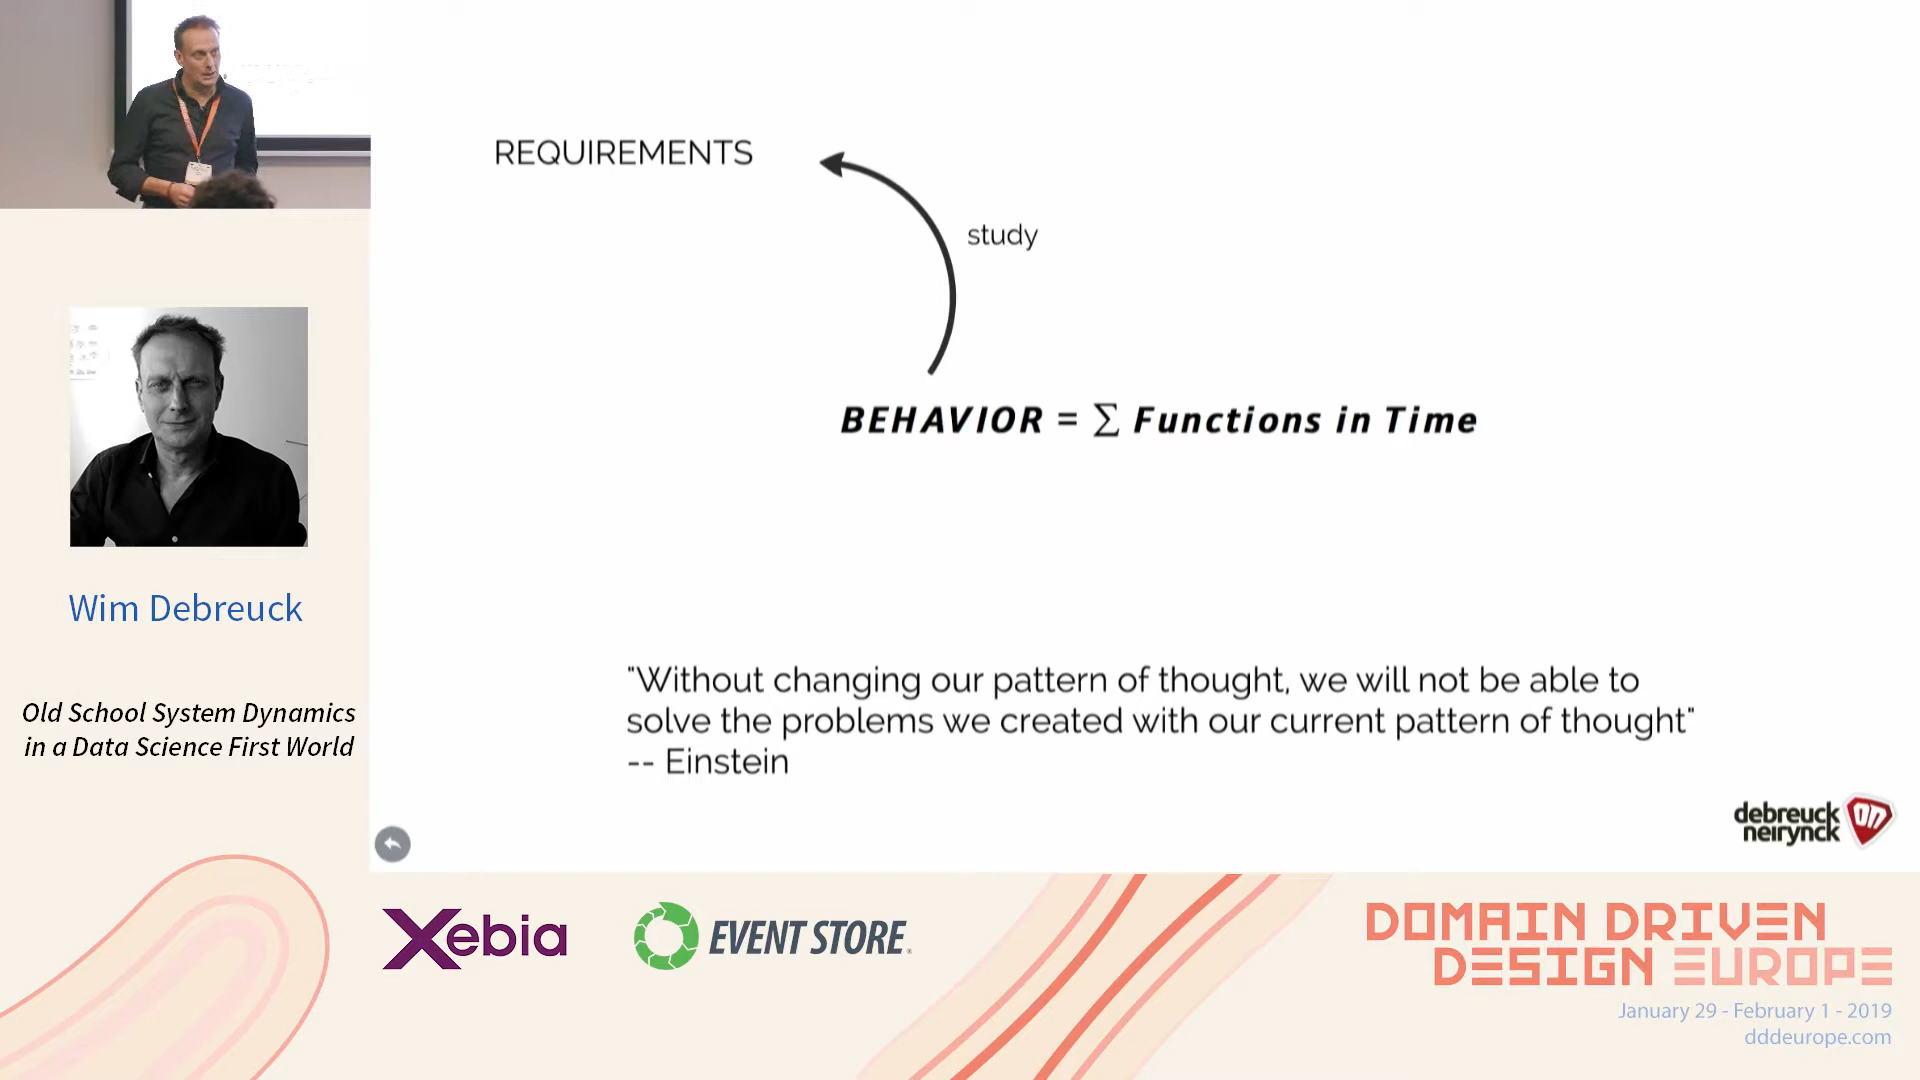 REQUIREMENTS
study
BEHAVIOR = ∑ Functions in Time
"Without changing our pattern of thought, we will not be able to
solve the problems we created with our current pattern of thought"
-- Einstein
debreuck
neirynck
DN
Wim Debreuck
Old School System Dynamics
in a Data Science First World
Xebia
EVENT STORE®
DOMAIN DRIVEN
DESIGN EUROPE
January 29 - February 1 - 2019
dddeurope.com